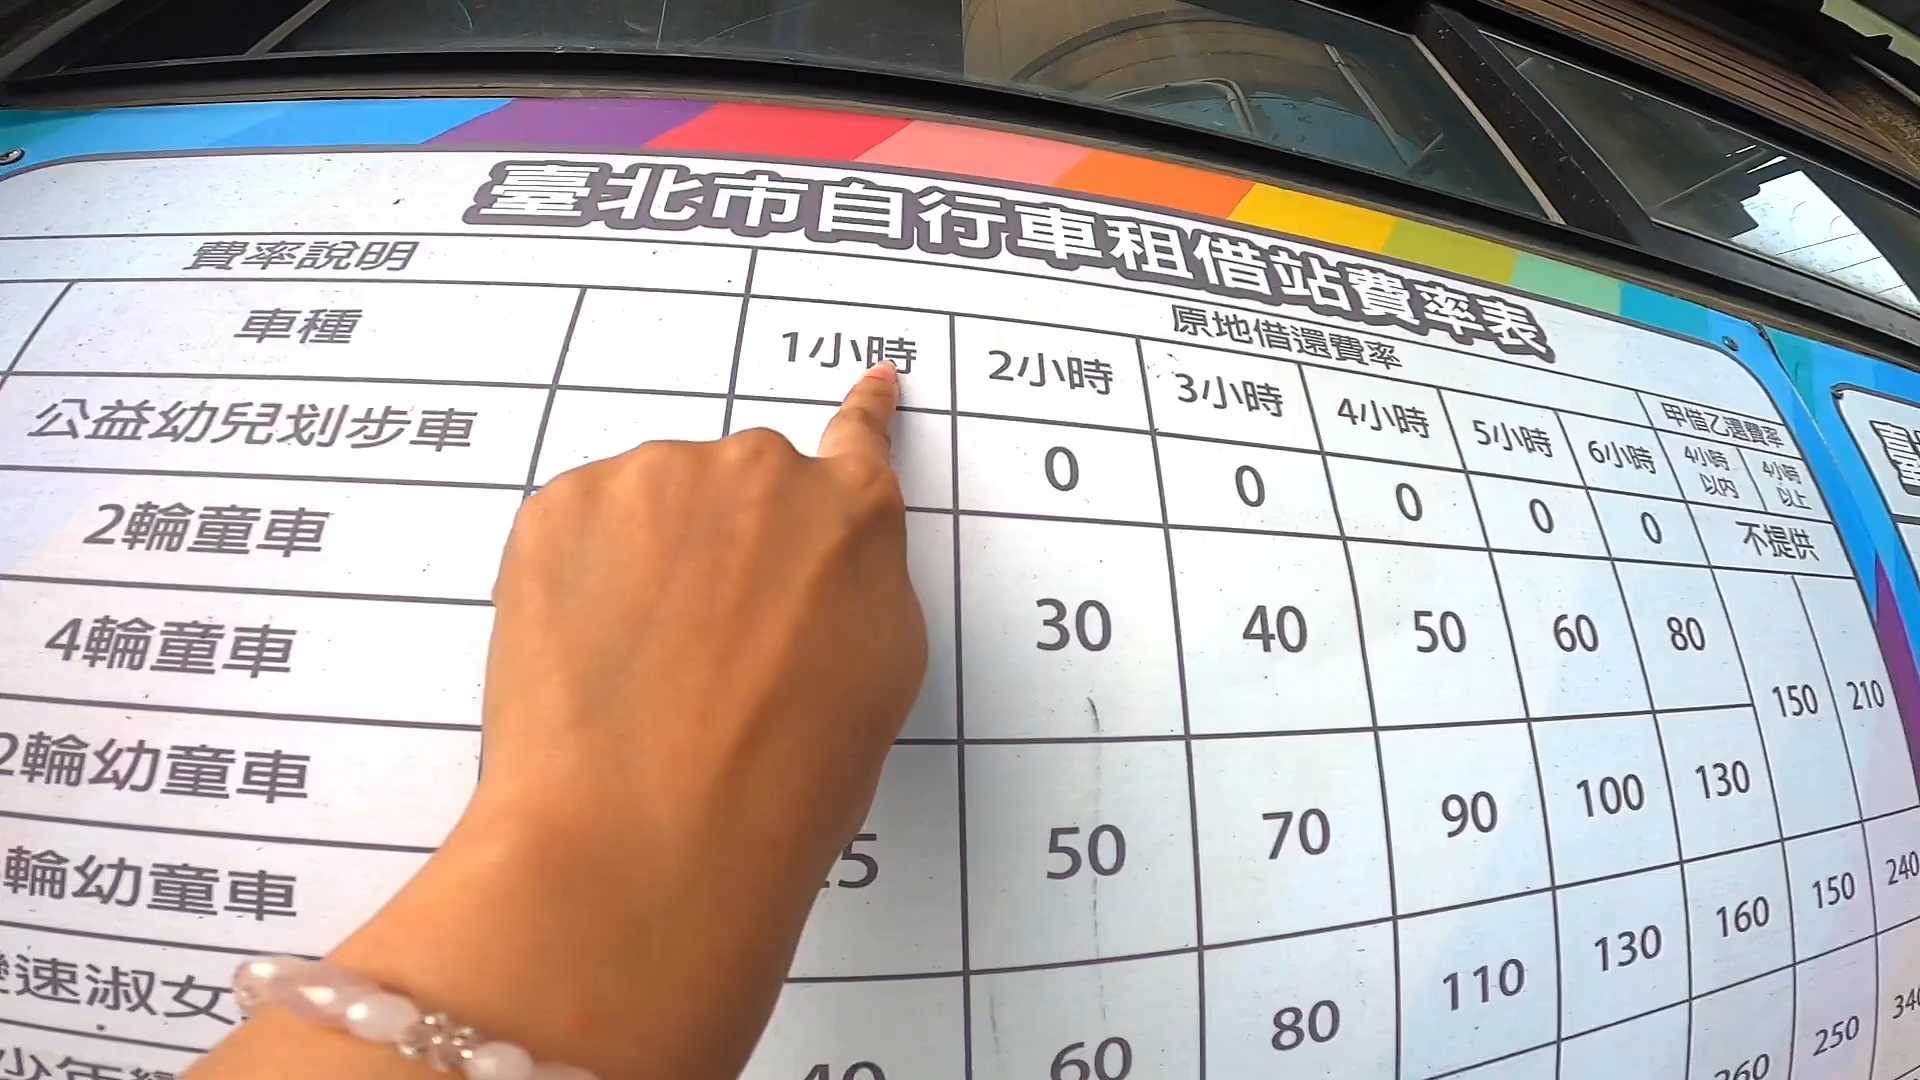 臺北市自行車租借站費率表
費率說明
原地借還費率
甲借乙還費率
車種 1小時 2小時 3小時 4小時 5小時 6小時 4小時以內 4小時以上
公益幼兒划步車 0 0 0 0 0 不提供
2輪童車
4輪童車
30 40 50 60 80 150 210
2輪幼童車
輪幼童車
50 70 90 100 130
速淑女
60 80 110 130 160 150 240
250 340